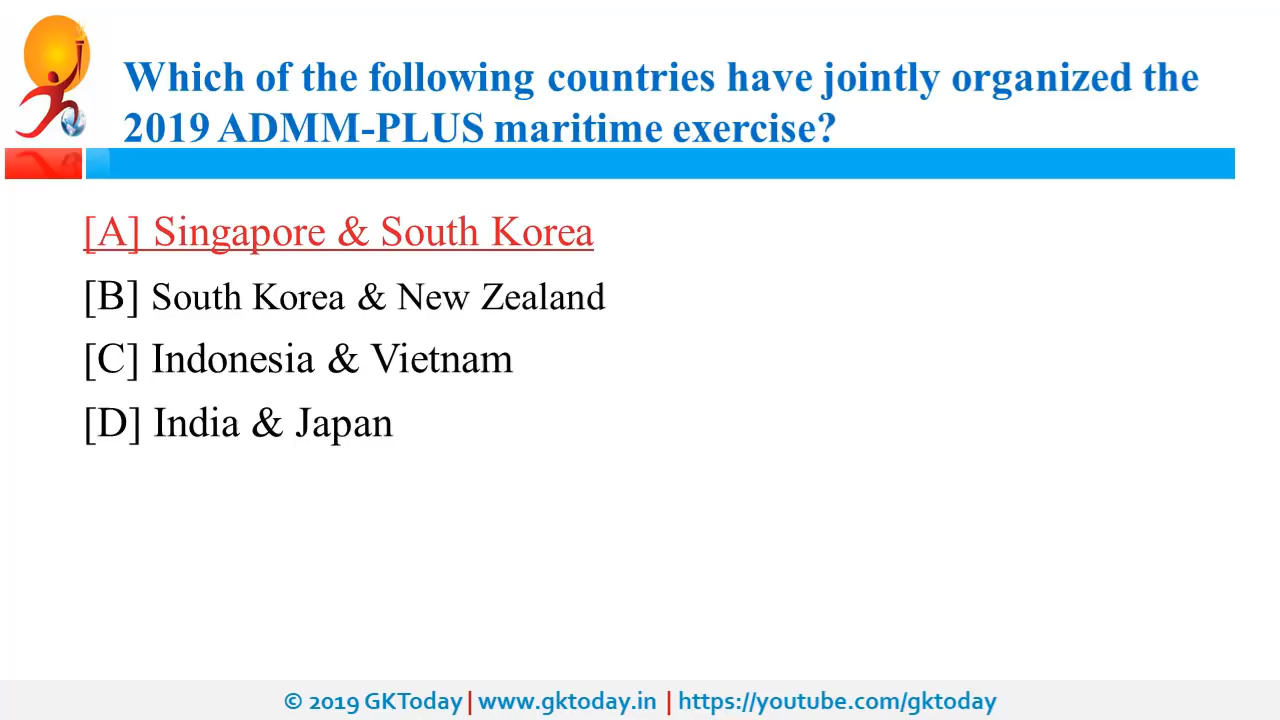 Which of the following countries have jointly organized the
2019 ADMM-PLUS maritime exercise?
[A] Singapore & South Korea
[B] South Korea & New Zealand
[C] Indonesia & Vietnam
[D] India & Japan
© 2019 GKToday | www.gktoday.in | https://youtube.com/gktoday